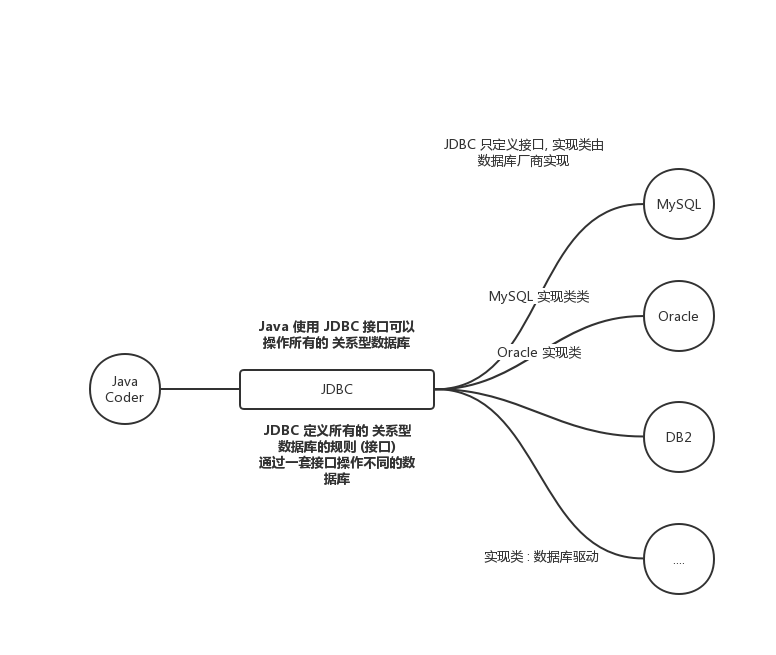 JDBC 只定义接口, 实现类由
数据库厂商实现
MySQL
MySQL 实现类类
Oracle
Java 使用 JDBC 接口可以
操作所有的 关系型数据库
Oracle 实现类
Java
Coder
JDBC
JDBC 定义所有的 关系型
数据库的规则 (接口)
通过一套接口操作不同的数
据库
DB2
实现类 : 数据库驱动
....